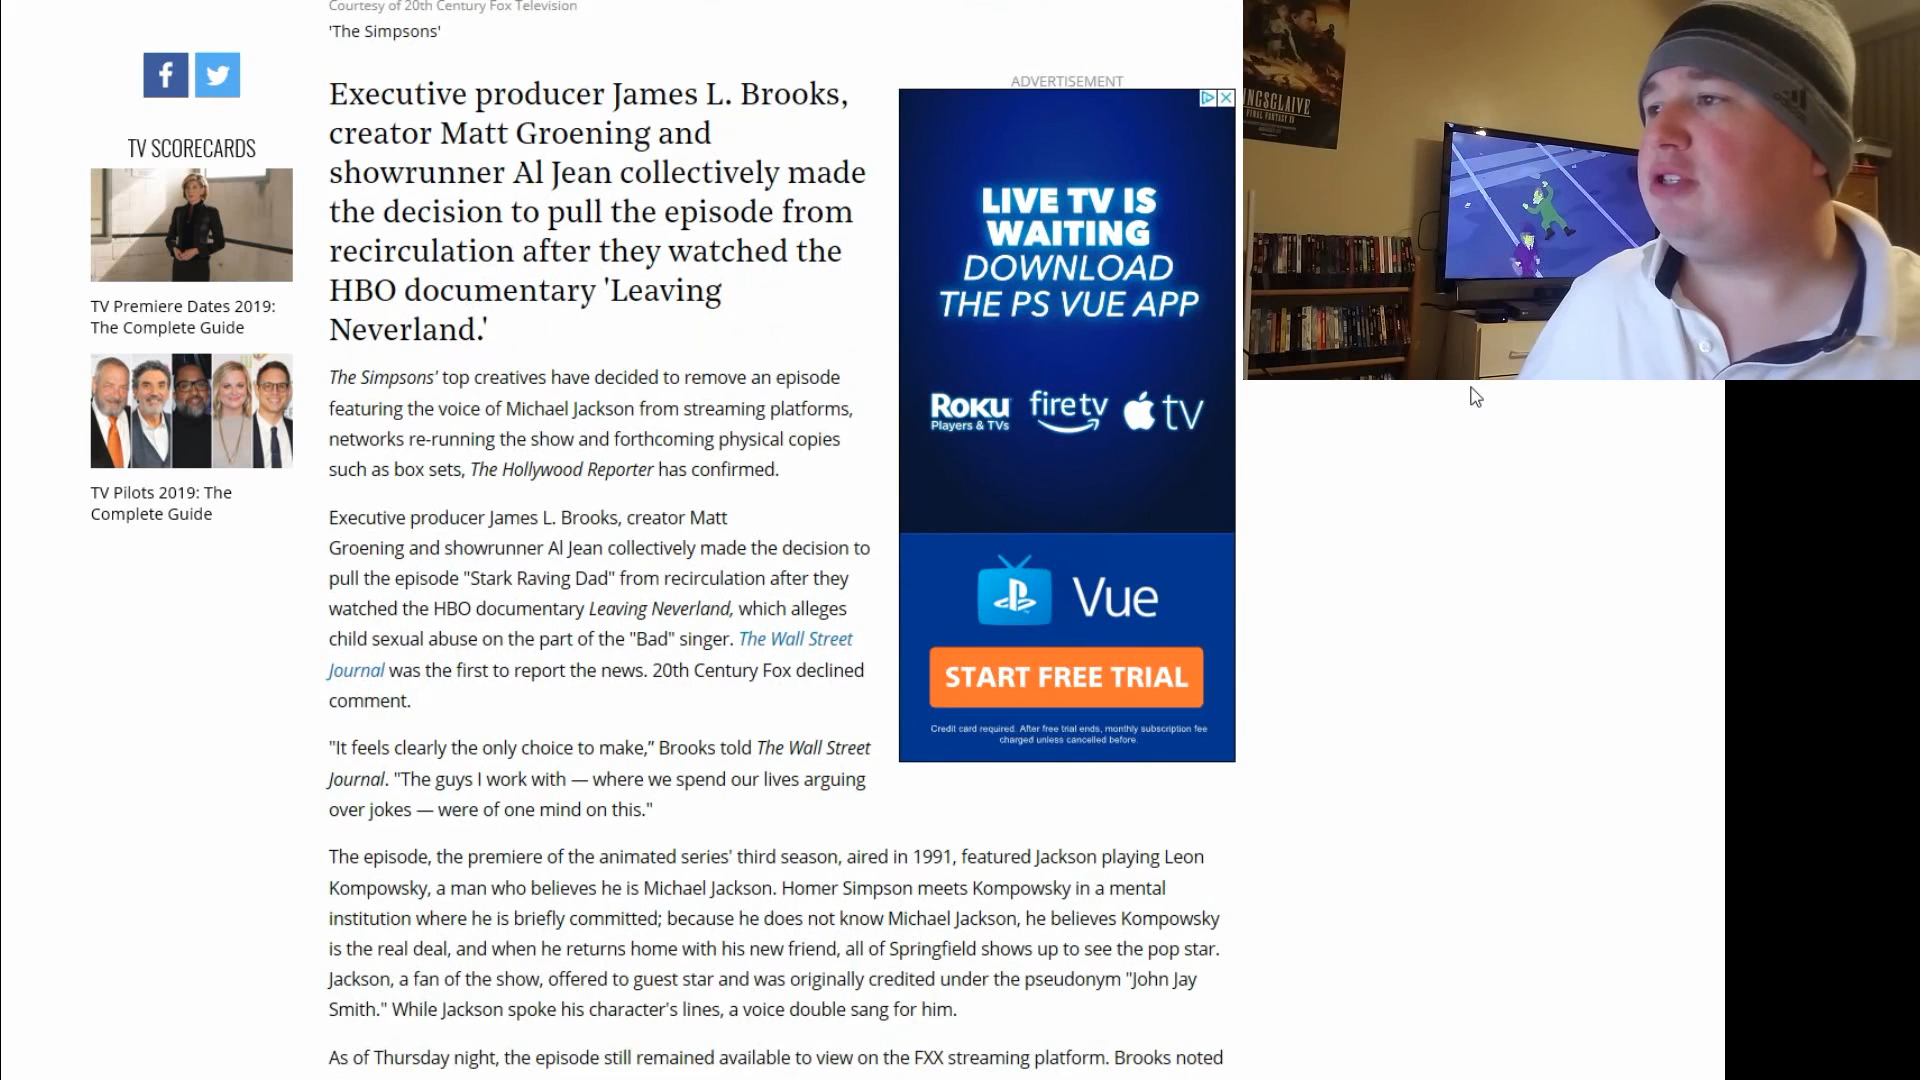 Courtesy of 20th Century Fox Television
'The Simpsons'
TV SCORECARDS
TV Premiere Dates 2019:
The Complete Guide
TV Pilots 2019: The
Complete Guide
Executive producer James L. Brooks,
creator Matt Groening and
showrunner Al Jean collectively made
the decision to pull the episode from
recirculation after they watched the
HBO documentary 'Leaving
Neverland.'
The Simpsons' top creatives have decided to remove an episode
featuring the voice of Michael Jackson from streaming platforms,
networks re-running the show and forthcoming physical copies
such as box sets, The Hollywood Reporter has confirmed.
Executive producer James L. Brooks, creator Matt
Groening and showrunner Al Jean collectively made the decision to
pull the episode "Stark Raving Dad" from recirculation after they
watched the HBO documentary Leaving Neverland, which alleges
child sexual abuse on the part of the "Bad" singer. The Wall Street
Journal was the first to report the news. 20th Century Fox declined
comment.
"It feels clearly the only choice to make,” Brooks told The Wall Street
Journal. "The guys I work with — where we spend our lives arguing
over jokes — were of one mind on this."
The episode, the premiere of the animated series' third season, aired in 1991, featured Jackson playing Leon
Kompowsky, a man who believes he is Michael Jackson. Homer Simpson meets Kompowsky in a mental
institution where he is briefly committed; because he does not know Michael Jackson, he believes Kompowsky
is the real deal, and when he returns home with his new friend, all of Springfield shows up to see the pop star.
Jackson, a fan of the show, offered to guest star and was originally credited under the pseudonym "John Jay
Smith." While Jackson spoke his character's lines, a voice double sang for him.
As of Thursday night, the episode still remained available to view on the FXX streaming platform. Brooks noted
ADVERTISEMENT
LIVE TV IS
WAITING
DOWNLOAD
THE PS VUE APP
ROKU
Players & TVs
fire tv
tv
Vue
START FREE TRIAL
Credit card required. After free trial ends, monthly subscription fee
charged unless cancelled before.
INGSGLAIVE
FINAL FANTASY XV
adidas